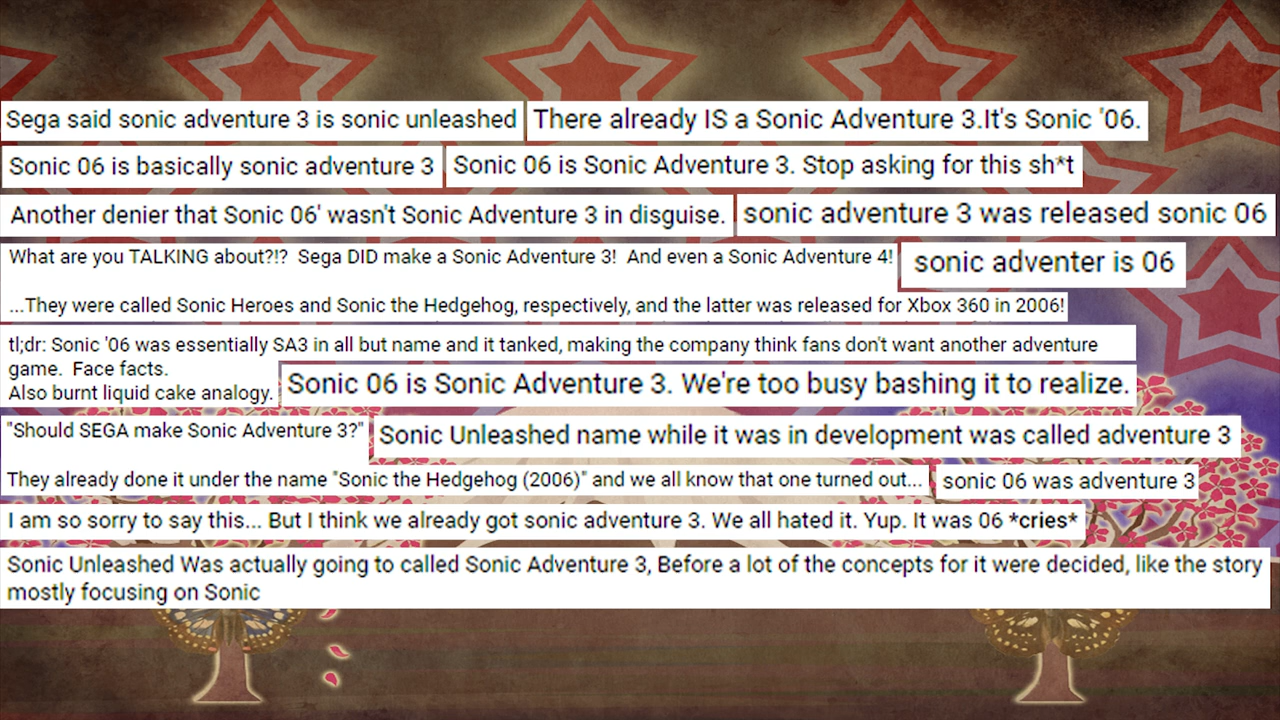 Sega said sonic adventure 3 is sonic unleashed
There already IS a Sonic Adventure 3.It's Sonic '06.
Sonic 06 is basically sonic adventure 3
Sonic 06 is Sonic Adventure 3. Stop asking for this sh*t
Another denier that Sonic 06' wasn't Sonic Adventure 3 in disguise.
sonic adventure 3 was released sonic 06
What are you TALKING about?!?  Sega DID make a Sonic Adventure 3!  And even a Sonic Adventure 4!
...They were called Sonic Heroes and Sonic the Hedgehog, respectively, and the latter was released for Xbox 360 in 2006!
sonic adventer is 06
tl;dr: Sonic '06 was essentially SA3 in all but name and it tanked, making the company think fans don't want another adventure
game.  Face facts.
Also burnt liquid cake analogy.
Sonic 06 is Sonic Adventure 3. We're too busy bashing it to realize.
"Should SEGA make Sonic Adventure 3?"
They already done it under the name "Sonic the Hedgehog (2006)" and we all know that one turned out...
Sonic Unleashed name while it was in development was called adventure 3
sonic 06 was adventure 3
I am so sorry to say this... But I think we already got sonic adventure 3. We all hated it. Yup. It was 06 *cries*
Sonic Unleashed Was actually going to called Sonic Adventure 3, Before a lot of the concepts for it were decided, like the story
mostly focusing on Sonic